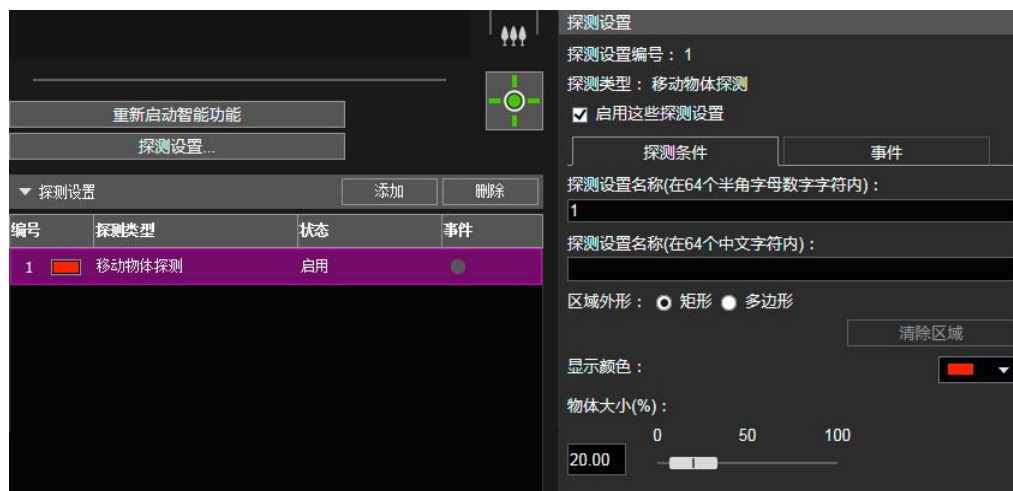 重新启动智能功能
探测设置...
探测设置
添加
删除
编号 探测类型 状态 事件
1 移动物体探测 启用
探测设置
探测设置编号：1
探测类型：移动物体探测
启用这些探测设置
探测条件 事件
探测设置名称(在64个半角字母数字字符内)：
1
探测设置名称(在64个中文字符内)：
区域外形： 矩形 多边形
清除区域
显示颜色：
物体大小(%)：
0 50 100
20.00